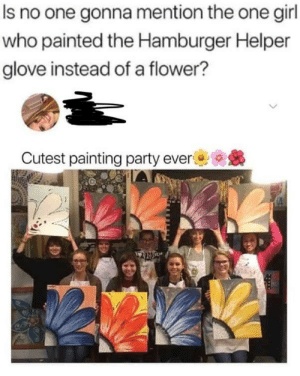 Is no one gonna mention the one girl
who painted the Hamburger Helper
glove instead of a flower?
Cutest painting party ever